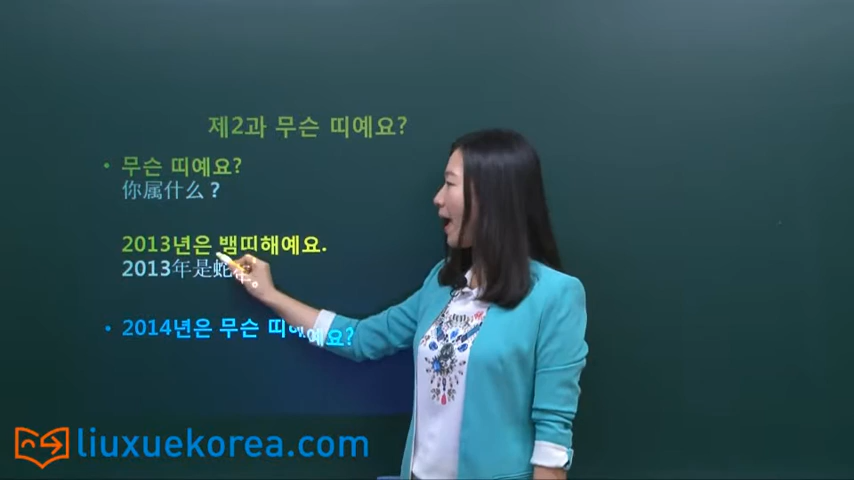 제2과 무슨 띠예요?
• 무슨 띠예요?
你属什么？
2013년은 뱀띠해예요.
2013年是蛇年。
• 2014년은 무슨 띠예요?
liuxuekorea.com